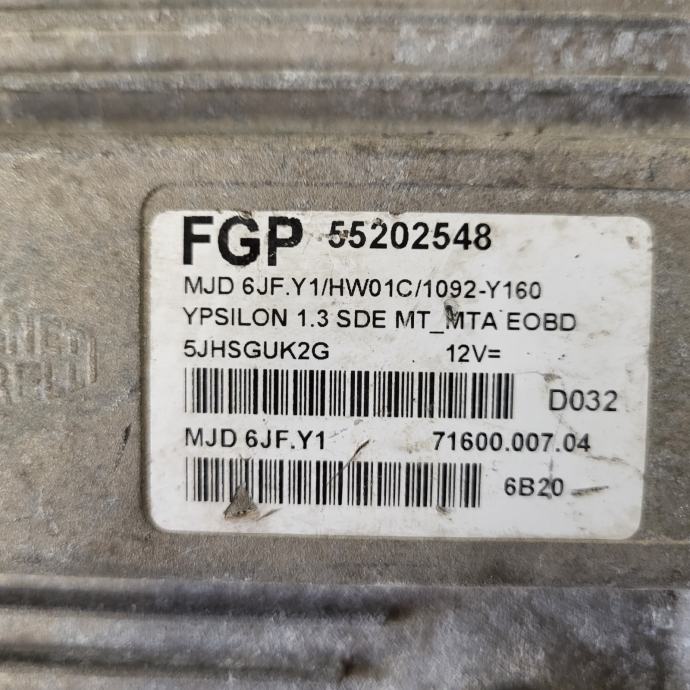 FGP 55202548
MJD 6JF.Y1/HW01C/1092-Y160
YPSILON 1.3 SDE MT_MTA EOBD
5JHSGUK2G 12V=
D032
MJD 6JF.Y1 71600.007.04
6B20